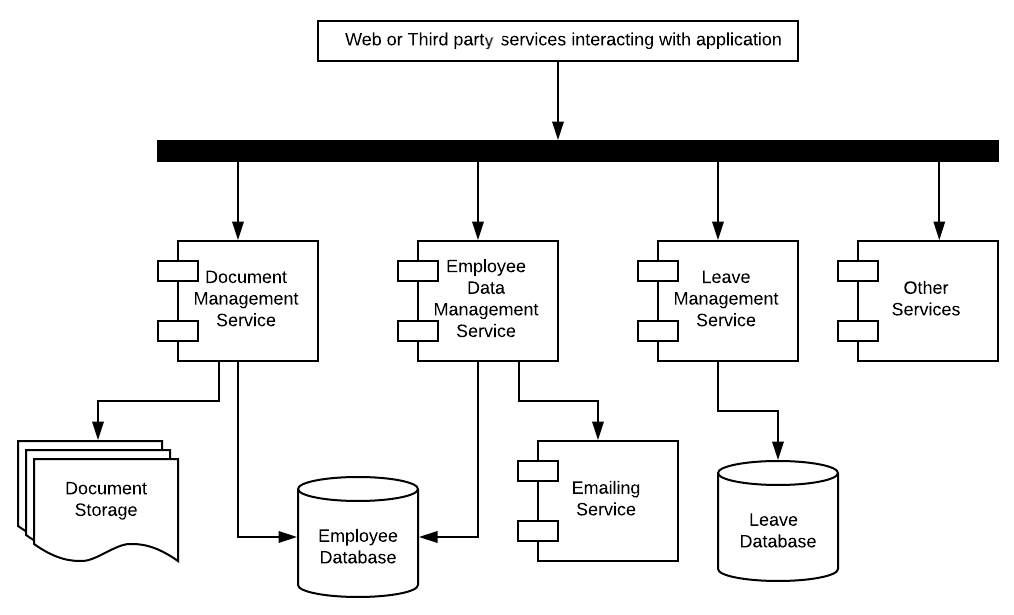 Web or Third party services interacting with application
Document
Management
Service
Employee
Data
Management
Service
Leave
Management
Service
Other
Services
Document
Storage
Employee
Database
Emailing
Service
Leave
Database